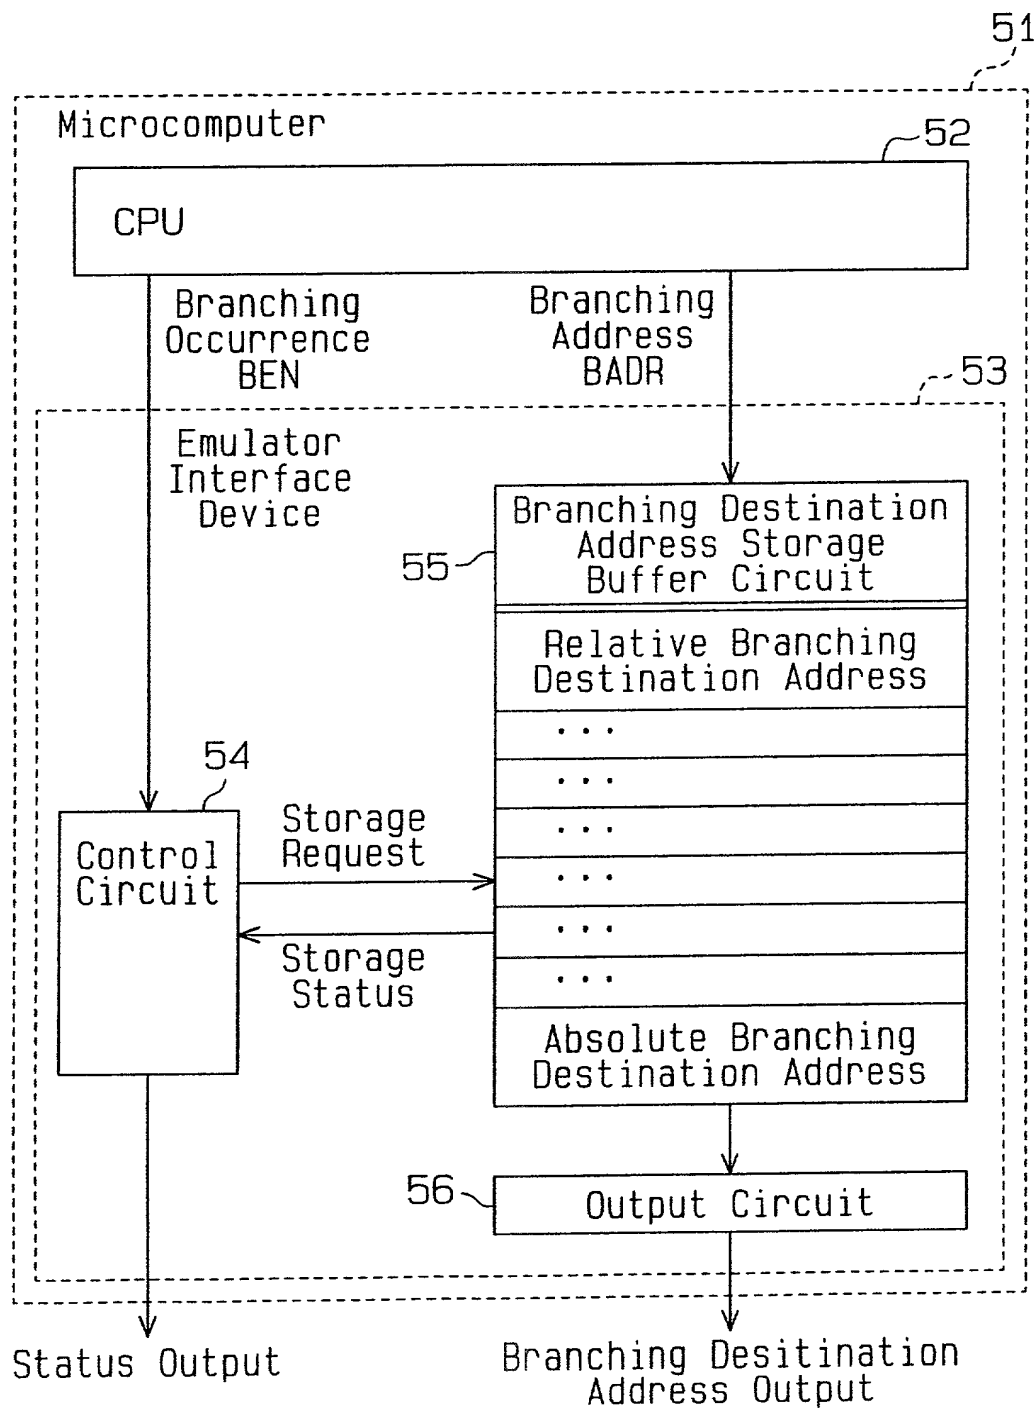 51
Microcomputer
52
CPU
Branching
Occurrence
BEN
Branching
Address
BADR
53
Emulator
Interface
Device
Branching Destination
Address Storage
Buffer Circuit
55
Relative Branching
Destination Address
...
...
...
...
...
...
54
Control
Circuit
Storage
Request
Storage
Status
Absolute Branching
Destination Address
56
Output Circuit
Status Output
Branching Desitination
Address Output